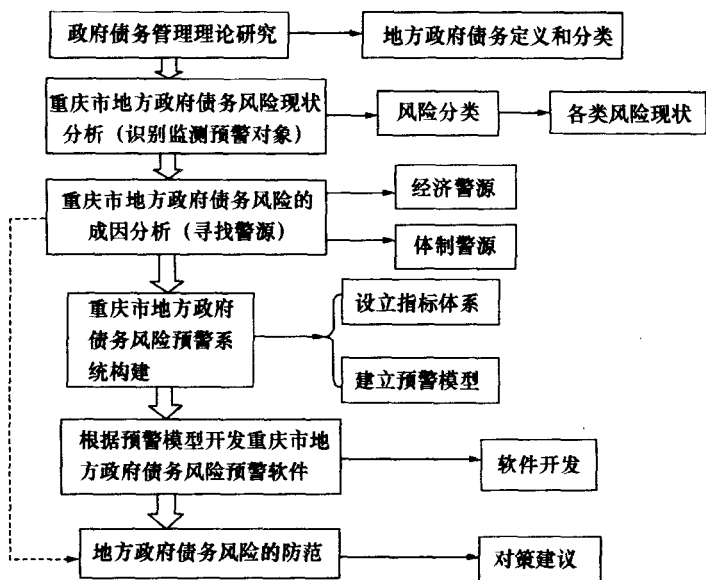 政府债务管理理论研究
地方政府债务定义和分类
重庆市地方政府债务风险现状
分析（识别监测预警对象）
风险分类
各类风险现状
重庆市地方政府债务风险的
成因分析（寻找警源）
经济警源
体制警源
重庆市地方政府
债务风险预警系
统构建
设立指标体系
建立预警模型
根据预警模型开发重庆市地
方政府债务风险预警软件
软件开发
地方政府债务风险的防范
对策建议